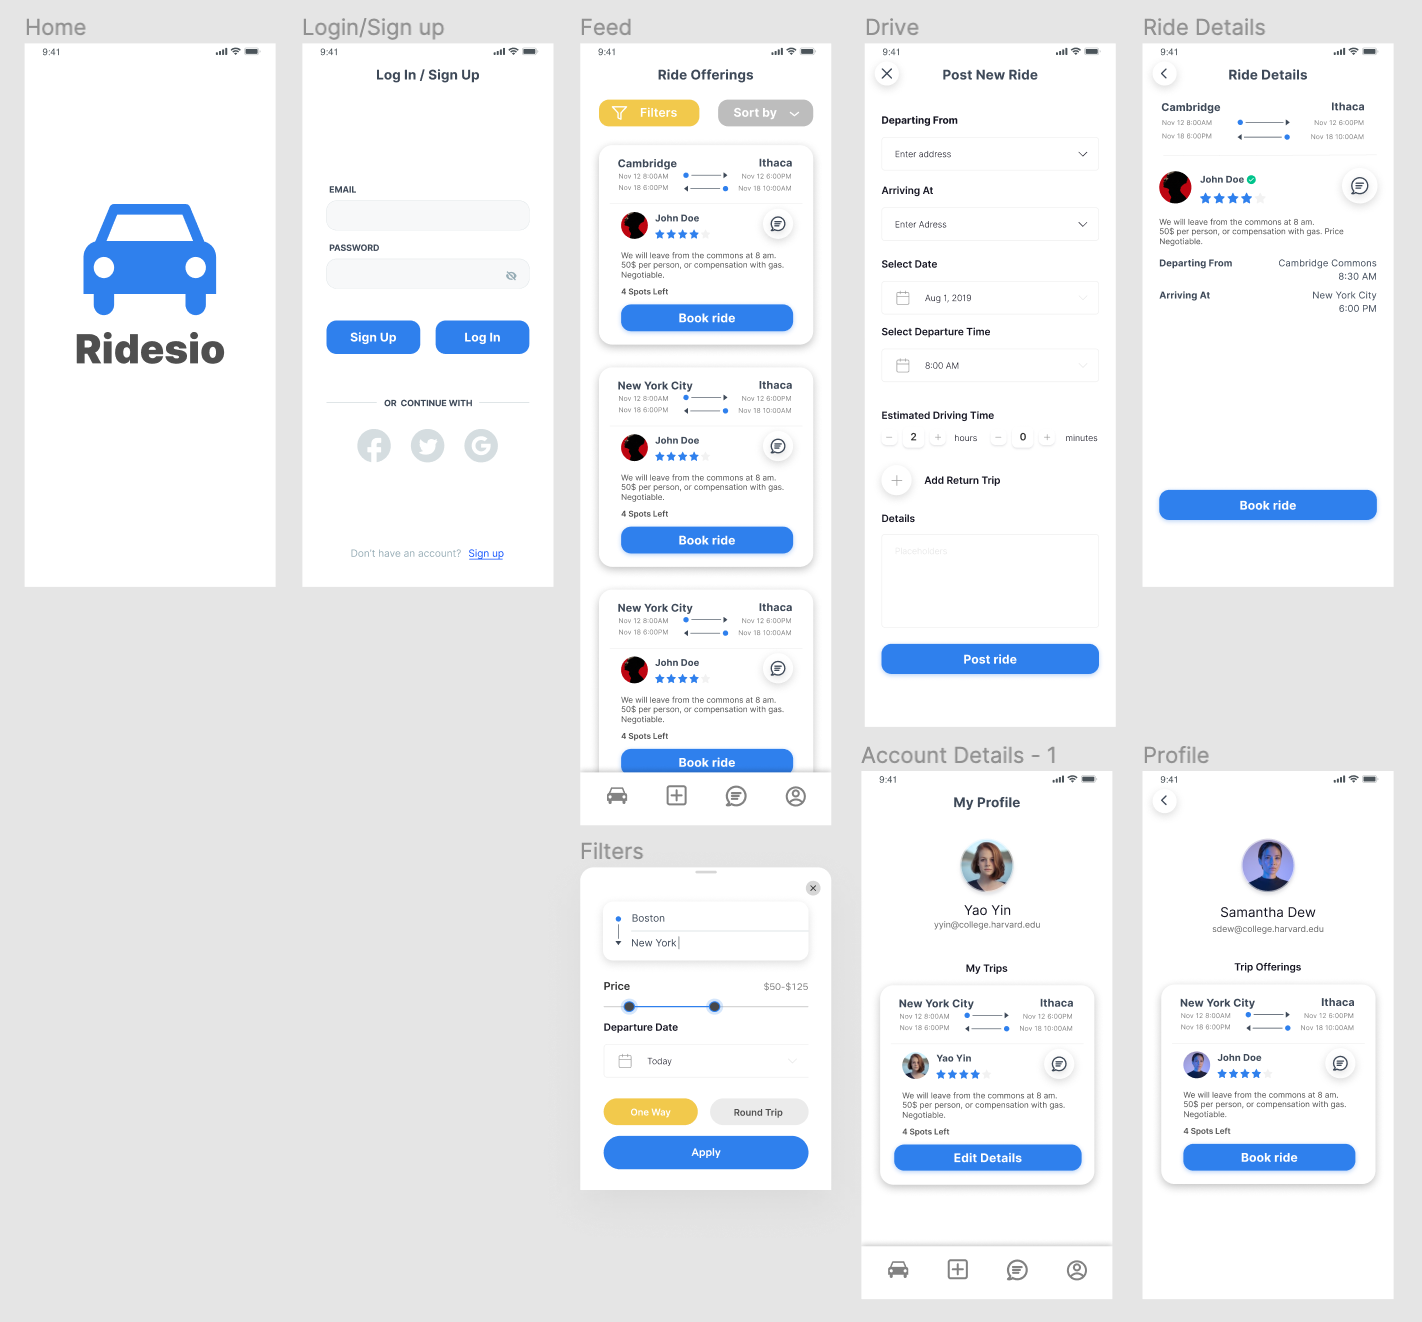 Home
9:41
Ridesio
Login/Sign up
9:41
Log In / Sign Up
EMAIL
PASSWORD
Sign Up
Log In
OR CONTINUE WITH
Don't have an account? Sign up
Feed
9:41
Ride Offerings
Filters
Sort by
Cambridge
Ithaca
Nov 12 8:00AM
Nov 12 6:00PM
Nov 18 6:00PM
Nov 18 10:00AM
John Doe
We will leave from the commons at 8 am.
50$ per person, or compensation with gas.
Negotiable.
4 Spots Left
Book ride
New York City
Ithaca
Nov 12 8:00AM
Nov 12 6:00PM
Nov 18 6:00PM
Nov 18 10:00AM
John Doe
We will leave from the commons at 8 am.
50$ per person, or compensation with gas.
Negotiable.
4 Spots Left
Book ride
New York City
Ithaca
Nov 12 8:00AM
Nov 12 6:00PM
Nov 18 6:00PM
Nov 18 10:00AM
John Doe
We will leave from the commons at 8 am.
50$ per person, or compensation with gas.
Negotiable.
4 Spots Left
Book ride
Filters
Boston
New York
Price
$50-$125
Departure Date
Today
One Way
Round Trip
Apply
Drive
9:41
Post New Ride
Departing From
Enter address
Arriving At
Enter Adress
Select Date
Aug 1, 2019
Select Departure Time
8:00 AM
Estimated Driving Time
2
hours
0
minutes
Add Return Trip
Details
Placeholders
Post ride
Ride Details
9:41
Ride Details
Cambridge
Ithaca
Nov 12 8:00AM
Nov 12 6:00PM
Nov 18 6:00PM
Nov 18 10:00AM
John Doe
We will leave from the commons at 8 am.
50$ per person, or compensation with gas. Price
Negotiable.
Departing From
Cambridge Commons
8:30 AM
Arriving At
New York City
6:00 PM
Book ride
Account Details - 1
9:41
My Profile
Yao Yin
yyin@college.harvard.edu
My Trips
New York City
Ithaca
Nov 12 8:00AM
Nov 12 6:00PM
Nov 18 6:00PM
Nov 18 10:00AM
Yao Yin
We will leave from the commons at 8 am.
50$ per person, or compensation with gas.
Negotiable.
4 Spots Left
Edit Details
Profile
9:41
Samantha Dew
sdew@college.harvard.edu
Trip Offerings
New York City
Ithaca
Nov 12 8:00AM
Nov 12 6:00PM
Nov 18 6:00PM
Nov 18 10:00AM
John Doe
We will leave from the commons at 8 am.
50$ per person, or compensation with gas.
Negotiable.
4 Spots Left
Book ride